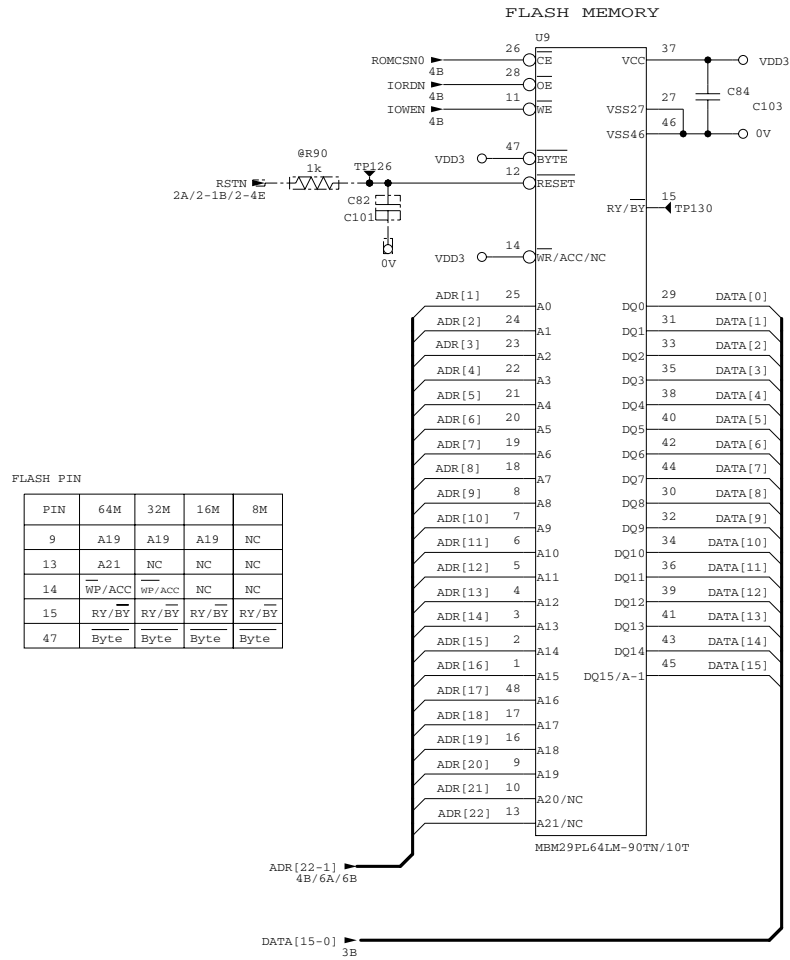 FLASH MEMORY
U9
ROMCSN0 4B 26 CE
IORDN 4B 28 OE
IOWEN 4B 11 WE
VDD3 47 BYTE
@R90
1k
TP126
RSTN 12 RESET
2A/2-1B/2-4E
C82
C101
0V
VDD3 14 WR/ACC/NC
VCC 37 VDD3
C84
C103
VSS27 27
VSS46 46 0V
RY/BY 15 TP130
ADR[1] 25 A0 DQ0 29 DATA[0]
ADR[2] 24 A1 DQ1 31 DATA[1]
ADR[3] 23 A2 DQ2 33 DATA[2]
ADR[4] 22 A3 DQ3 35 DATA[3]
ADR[5] 21 A4 DQ4 38 DATA[4]
ADR[6] 20 A5 DQ5 40 DATA[5]
ADR[7] 19 A6 DQ6 42 DATA[6]
ADR[8] 18 A7 DQ7 44 DATA[7]
ADR[9] 8 A8 DQ8 30 DATA[8]
ADR[10] 7 A9 DQ9 32 DATA[9]
ADR[11] 6 A10 DQ10 34 DATA[10]
ADR[12] 5 A11 DQ11 36 DATA[11]
ADR[13] 4 A12 DQ12 39 DATA[12]
ADR[14] 3 A13 DQ13 41 DATA[13]
ADR[15] 2 A14 DQ14 43 DATA[14]
ADR[16] 1 A15 DQ15/A-1 45 DATA[15]
ADR[17] 48 A16
ADR[18] 17 A17
ADR[19] 16 A18
ADR[20] 9 A19
ADR[21] 10 A20/NC
ADR[22] 13 A21/NC
MBM29PL64LM-90TN/10T
FLASH PIN
PIN 64M 32M 16M 8M
9 A19 A19 A19 NC
13 A21 NC NC NC
14 WP/ACC WP/ACC NC NC
15 RY/BY RY/BY RY/BY RY/BY
47 Byte Byte Byte Byte
ADR[22-1]
4B/6A/6B
DATA[15-0]
3B